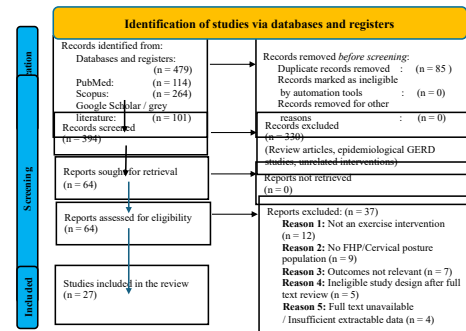 Identification of studies via databases and registers
Records identified from:
Databases and registers:
(n = 479)
PubMed: (n = 114)
Scopus: (n = 264)
Google Scholar / grey
literature: (n = 101)
Records removed before screening:
Duplicate records removed : (n = 85 )
Records marked as ineligible
by automation tools : (n = 0)
Records removed for other
reasons : (n = 0)
Records screened
394)
Records excluded
(n = 330)
(Review articles, epidemiological GERD
studies, unrelated interventions)
Reports sought for retrieval
(n = 64)
Reports not retrieved
(n = 0)
Reports assessed for eligibility
(n = 64)
Reports excluded: (n = 37)
Reason 1: Not an exercise intervention
(n = 12)
Reason 2: No FHP/Cervical posture
population (n = 9)
Reason 3: Outcomes not relevant (n = 7)
Reason 4: Ineligible study design after full
text review (n = 5)
Reason 5: Full text unavailable
/ Insufficient extractable data (n = 4)
Studies included in the review
(n = 27)
Screening
Included